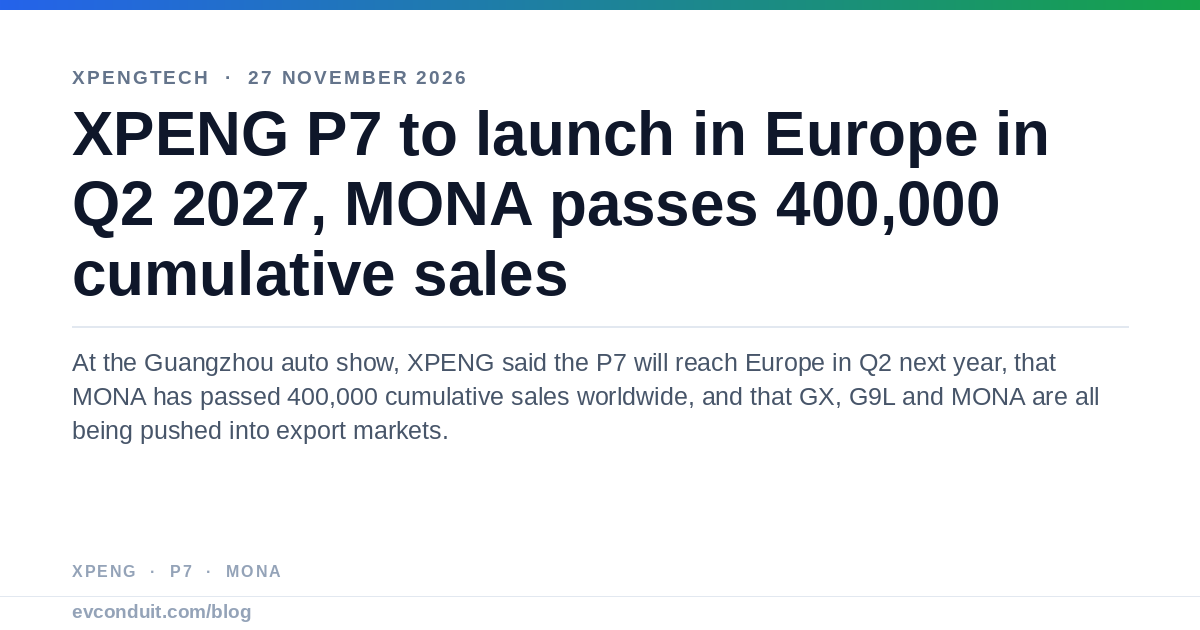 XPENGTECH · 27 NOVEMBER 2026
XPENG P7 to launch in Europe in
Q2 2027, MONA passes 400,000
cumulative sales
At the Guangzhou auto show, XPENG said the P7 will reach Europe in Q2 next year, that
MONA has passed 400,000 cumulative sales worldwide, and that GX, G9L and MONA are all
being pushed into export markets.
XPENG · P7 · MONA
evconduit.com/blog